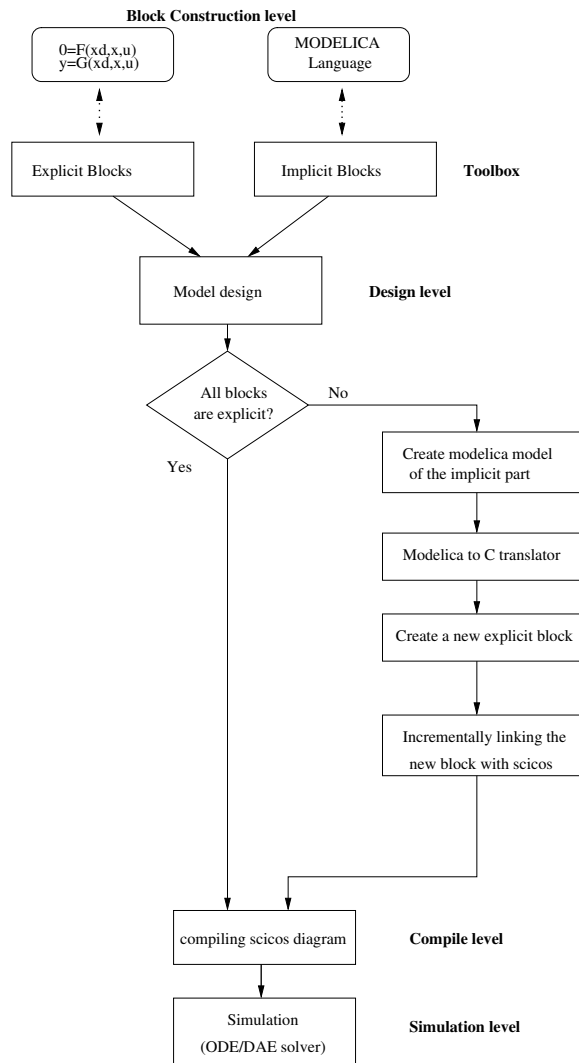 Block Construction level
0=F(xd,x,u)
y=G(xd,x,u)
MODELICA
Language
Explicit Blocks
Implicit Blocks
Toolbox
Model design
Design level
All blocks
are explicit?
No
Yes
Create modelica model
of the implicit part
Modelica to C translator
Create a new explicit block
Incrementally linking the
new block with scicos
compiling scicos diagram
Compile level
Simulation
(ODE/DAE solver)
Simulation level